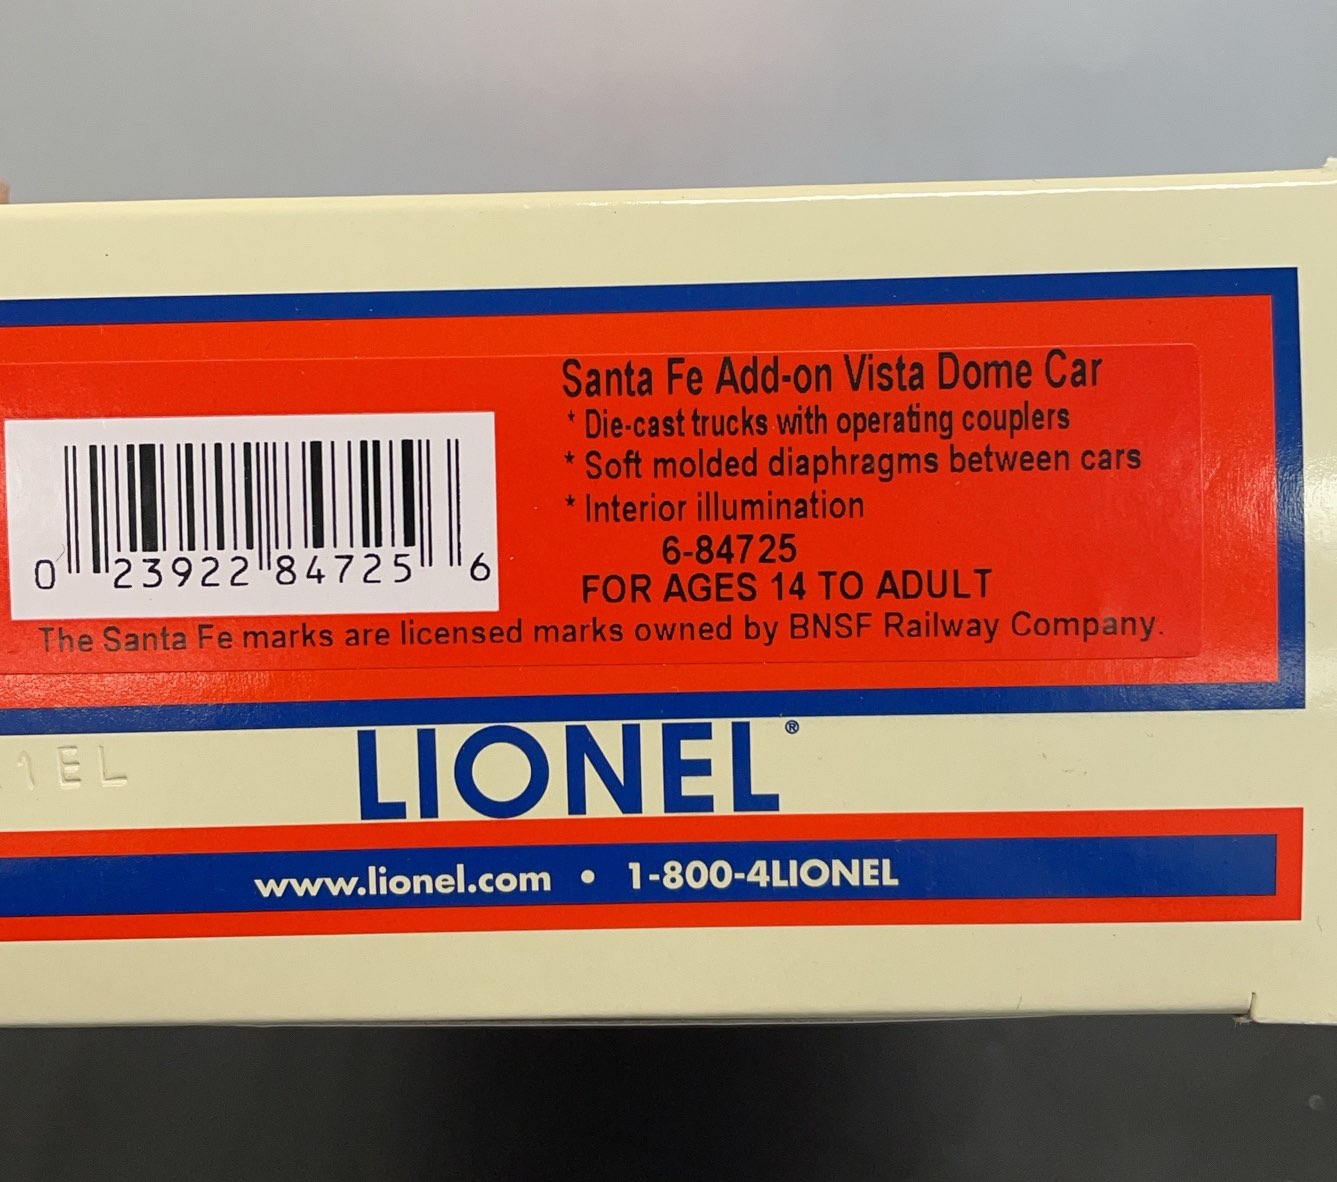 Santa Fe Add-on Vista Dome Car
* Die-cast trucks with operating couplers
* Soft molded diaphragms between cars
* Interior illumination
6-84725
FOR AGES 14 TO ADULT
0 23922 84725 6
The Santa Fe marks are licensed marks owned by BNSF Railway Company.
EL
LIONEL®
www.lionel.com • 1-800-4LIONEL